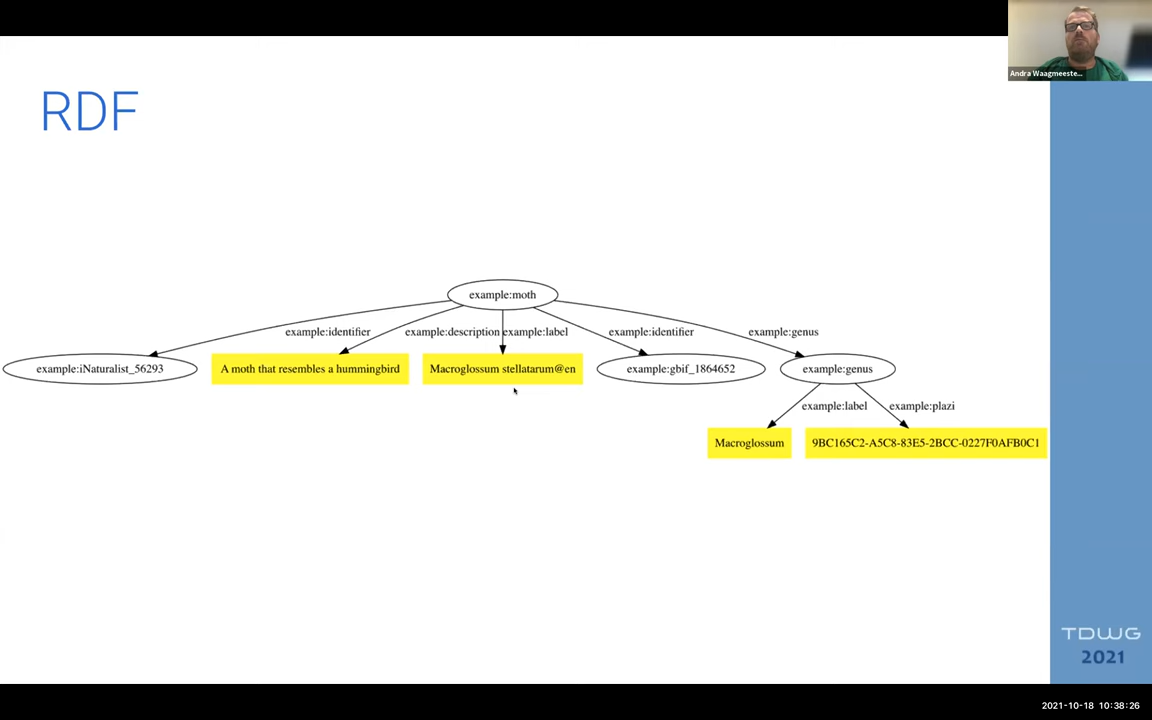 Andra Waagmeeste...
RDF
example:moth
example:identifier
example:description
example:label
example:identifier
example:genus
example:iNaturalist_56293
A moth that resembles a hummingbird
Macroglossum stellatarum@en
example:gbif_1864652
example:genus
example:label
example:plazi
Macroglossum
9BC165C2-A5C8-83E5-2BCC-0227F0AFB0C1
TDWG
2021
2021-10-18 10:38:26